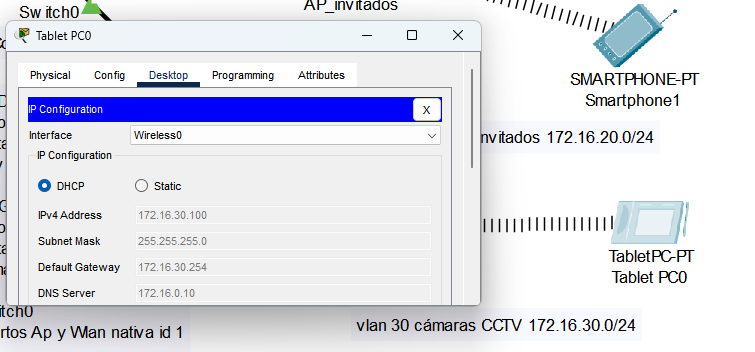 Switch0
AP_invitados
Tablet PC0
Physical Config Desktop Programming Attributes
IP Configuration
X
Interface Wireless0
IP Configuration
DHCP Static
IPv4 Address 172.16.30.100
Subnet Mask 255.255.255.0
Default Gateway 172.16.30.254
DNS Server 172.16.0.10
SMARTPHONE-PT
Smartphone1
nvitados 172.16.20.0/24
TabletPC-PT
Tablet PC0
itch0
rtos Ap y Wlan nativa id 1
vlan 30 cámaras CCTV 172.16.30.0/24